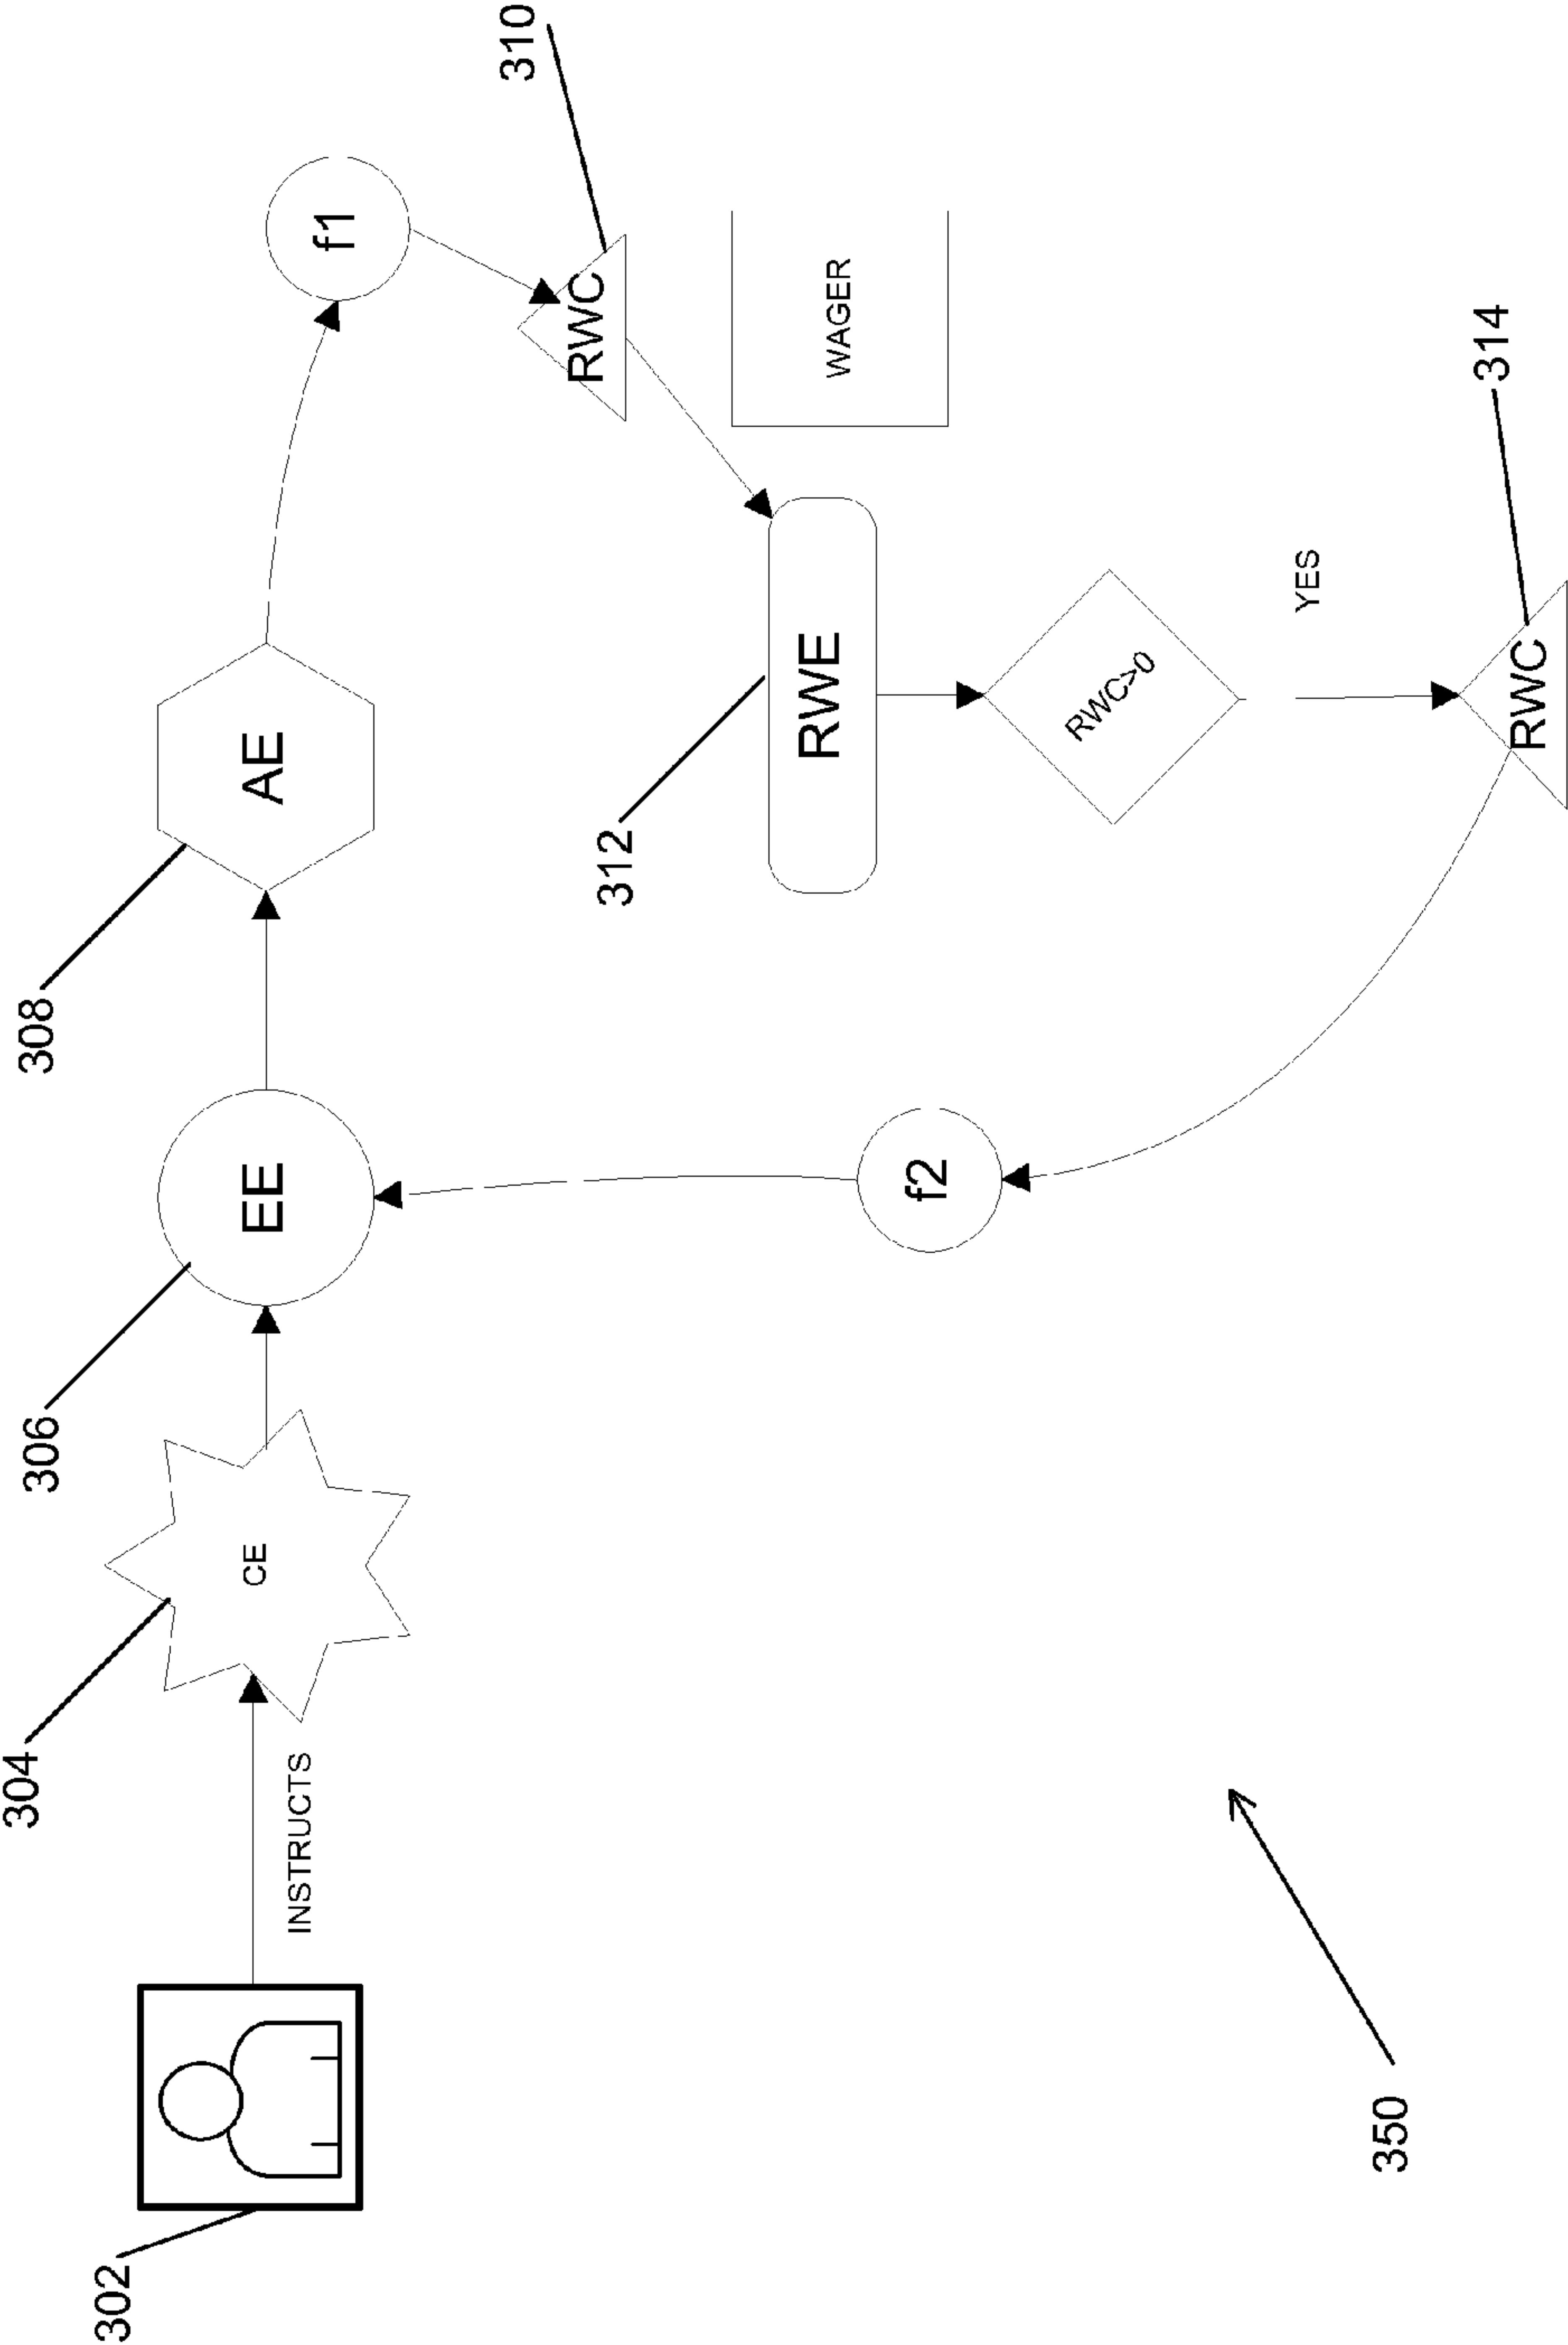 302
INSTRUCTS
304
CE
306
EE
308
AE
f1
310
RWC
WAGER
312
RWE
RWC>0
YES
314
RWC
f2
350